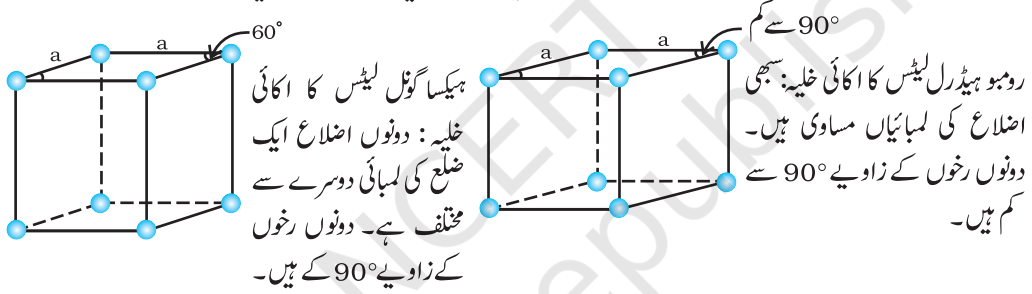 90° سے کم
a
a
رومبو ہیڈرل لیٹس کا اکائی خلیہ: سبھی
اضلاع کی لمبائیاں مساوی ہیں۔
دونوں رخوں کے زاویے 90° سے
کم ہیں۔
60°
a
a
ہیکساگونل لیٹس کا اکائی
خلیہ: دونوں اضلاع ایک
ضلع کی لمبائی دوسرے سے
مختلف ہے۔ دونوں رخوں
کے زاویے 90° کے ہیں۔